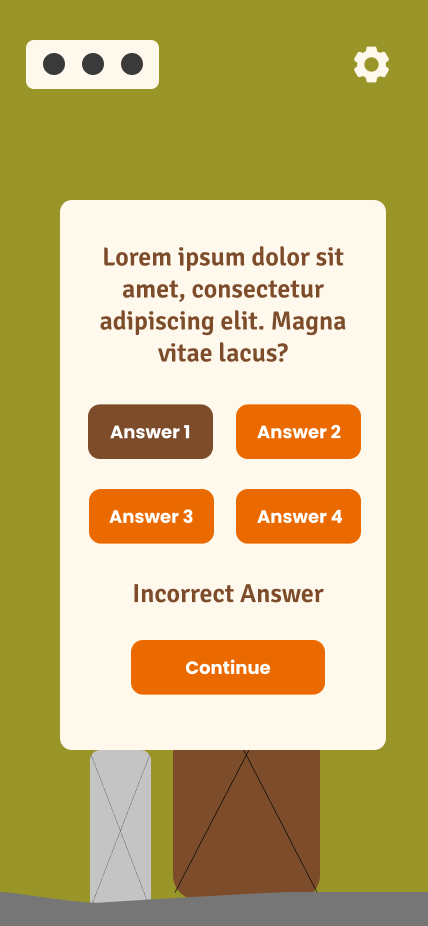 Lorem ipsum dolor sit
amet, consectetur
adipiscing elit. Magna
vitae lacus?
Answer 1
Answer 2
Answer 3
Answer 4
Incorrect Answer
Continue